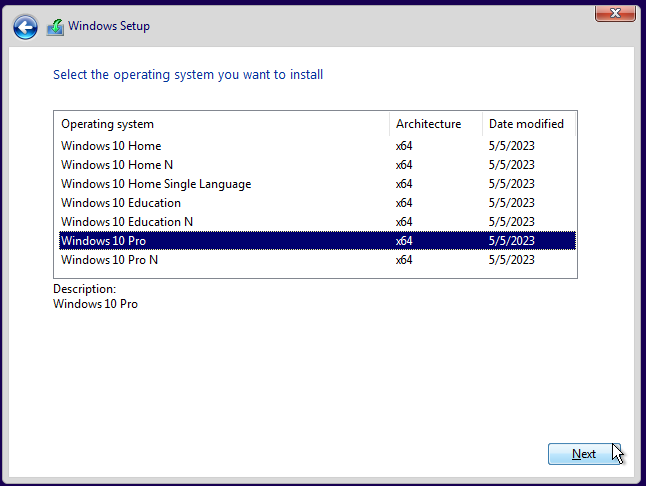 Windows Setup
Select the operating system you want to install
Operating system Architecture Date modified
Windows 10 Home x64 5/5/2023
Windows 10 Home N x64 5/5/2023
Windows 10 Home Single Language x64 5/5/2023
Windows 10 Education x64 5/5/2023
Windows 10 Education N x64 5/5/2023
Windows 10 Pro x64 5/5/2023
Windows 10 Pro N x64 5/5/2023
Description:
Windows 10 Pro
Next